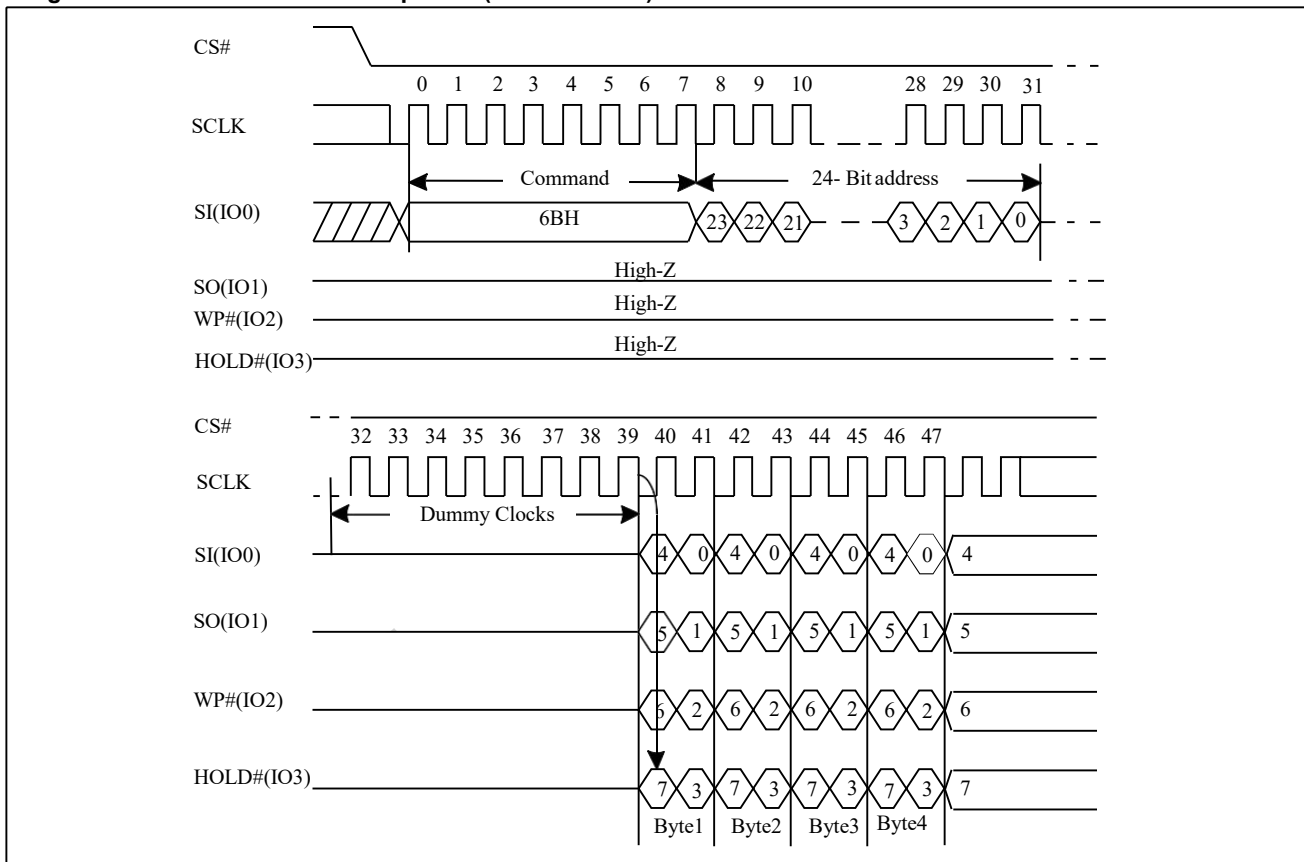 CS#
0 1 2 3 4 5 6 7 8 9 10 28 29 30 31
SCLK
Command 24- Bit address
SI(IO0) 6BH 23 22 21 3 2 1 0
High-Z
SO(IO1)
High-Z
WP#(IO2)
High-Z
HOLD#(IO3)
CS#
32 33 34 35 36 37 38 39 40 41 42 43 44 45 46 47
SCLK
Dummy Clocks
SI(IO0) 4 0 4 0 4 0 4 0 4
SO(IO1) 5 1 5 1 5 1 5 1 5
WP#(IO2) 6 2 6 2 6 2 6 2 6
HOLD#(IO3) 7 3 7 3 7 3 7 3 7
Byte1 Byte2 Byte3 Byte4